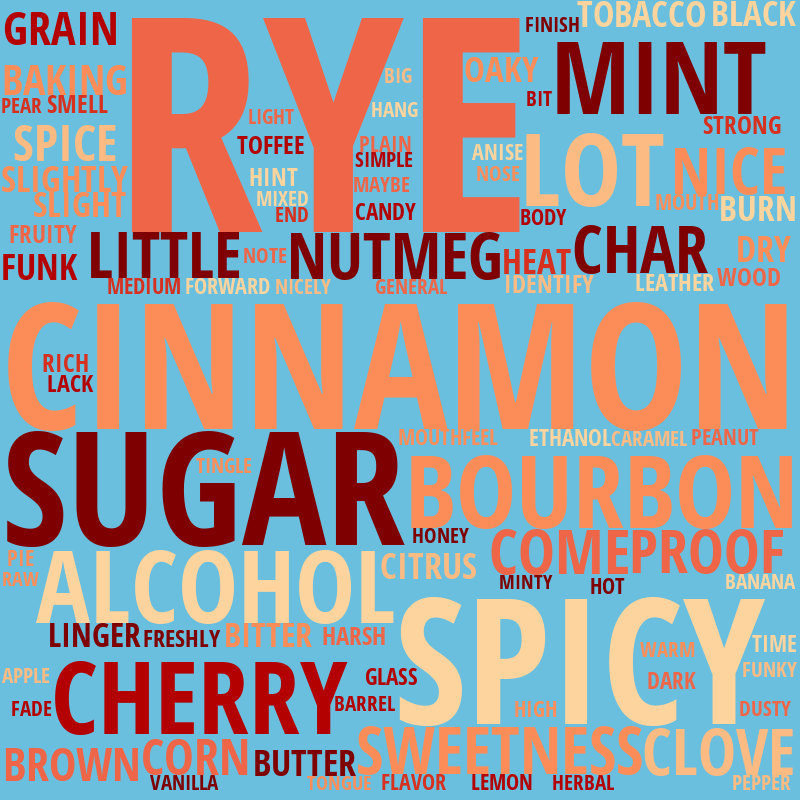 GRAIN
RYE
FINISH
TOBACCO
BLACK
BAKING
BIG
OAKY
MINT
PEAR
SMELL
LIGHT
HANG
BIT
STRONG
SPICE
TOFFEE
PLAIN
SIMPLE
ANISE
LOT
NICE
SLIGHTLY
HINT
MAYBE
NOSE
SLIGHT
MIXED
END
CANDY
BODY
MOUTH
BURN
FRUITY
FUNK
LITTLE
NOTE
NUTMEG
HEAT
CHAR
DRY
MEDIUM
FORWARD
NICELY
GENERAL
IDENTIFY
LEATHER
WOOD
CINNAMON
RICH
LACK
SUGAR
TINGLE
MOUTHFEEL
ETHANOL
CARAMEL
PEANUT
BOURBON
HONEY
COME
PROOF
PIE
RAW
ALCOHOL
CITRUS
MINTY
HOT
BANANA
LINGER
FRESHLY
BITTER
HARSH
SPICY
WARM
TIME
APPLE
CHERRY
GLASS
DARK
FUNKY
FADE
BARREL
HIGH
DUSTY
BROWN
CORN
BUTTER
SWEETNESS
CLOVE
VANILLA
TONGUE
FLAVOR
LEMON
HERBAL
PEPPER